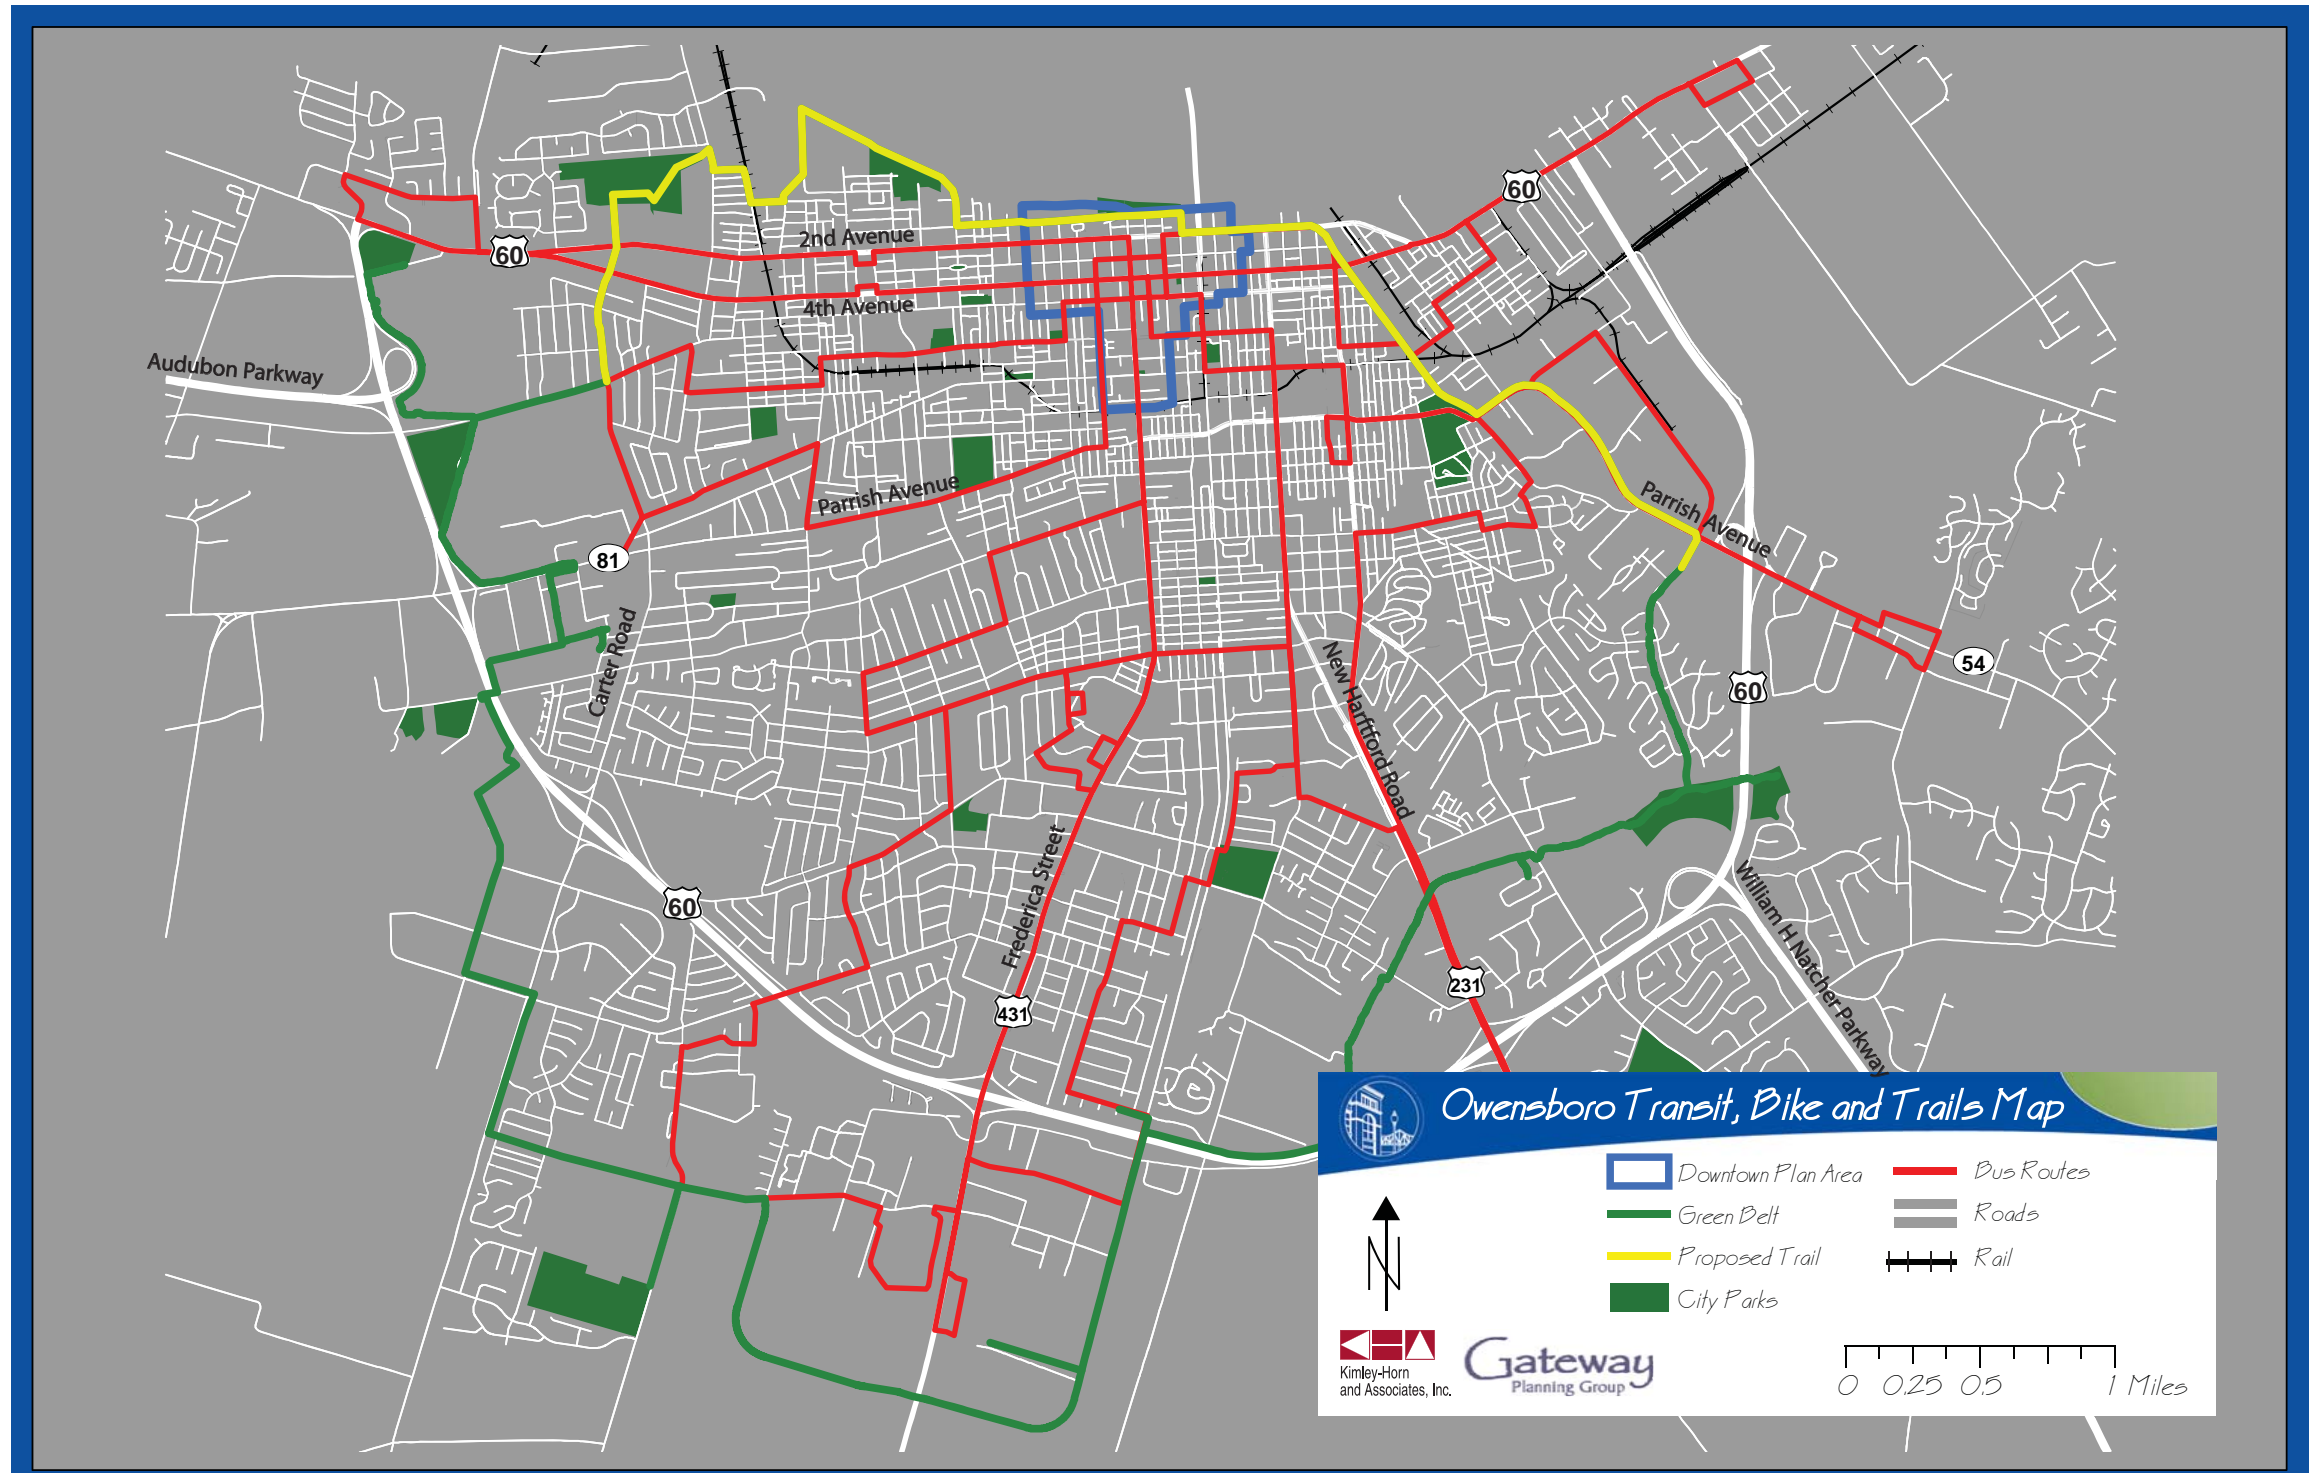 60
2nd Avenue
60
4th Avenue
Audubon Parkway
Parrish Avenue
Parrish Avenue
81
Carter Road
New Harftford Road
54
60
Frederica Street
60
William H Natcher Parkway
231
431
Owensboro Transit, Bike and Trails Map
Downtown Plan Area
Bus Routes
Green Belt
Roads
Proposed Trail
Rail
City Parks
N
Kimley-Horn
and Associates, Inc.
Gateway
Planning Group
0 0.25 0.5 1 Miles